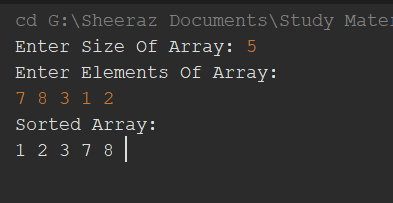 cd G:\Sheeraz Documents\Study Mater
Enter Size Of Array: 5
Enter Elements Of Array:
7 8 3 1 2
Sorted Array:
1 2 3 7 8